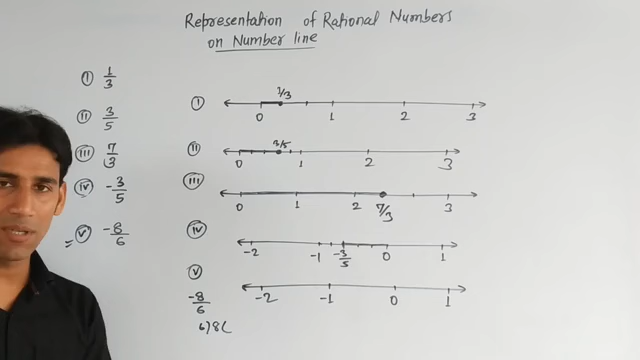 Representation of Rational Numbers
on Number line
(i) 1/3
(ii) 3/5
(iii) 7/3
(iv) -3/5
(v) -8/6
(i) 1/3
0 1 2 3
(ii) 3/5
0 1 2 3
(iii)
0 1 2 7/3 3
(iv)
-2 -1 -3/5 0 1
(v)
-2 -1 0 1
-8/6
6)8(